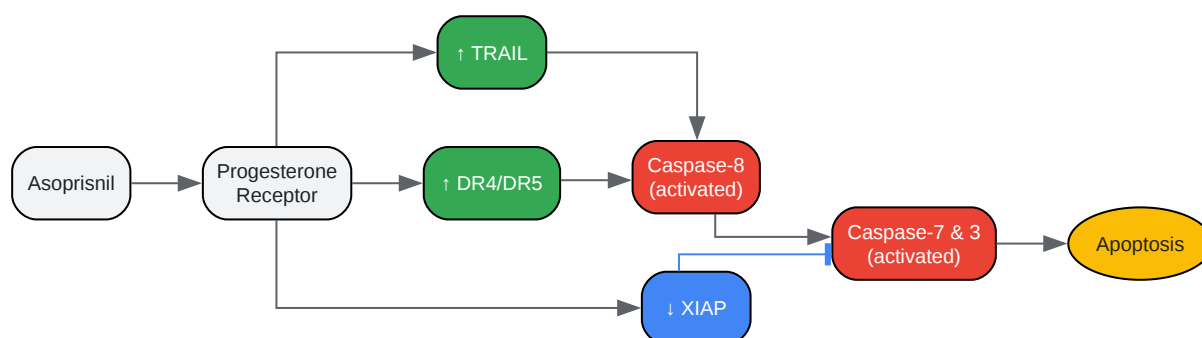 ↑ TRAIL
Asoprisnil
Progesterone
Receptor
↑ DR4/DR5
Caspase-8
(activated)
Caspase-7 & 3
(activated)
Apoptosis
↓ XIAP